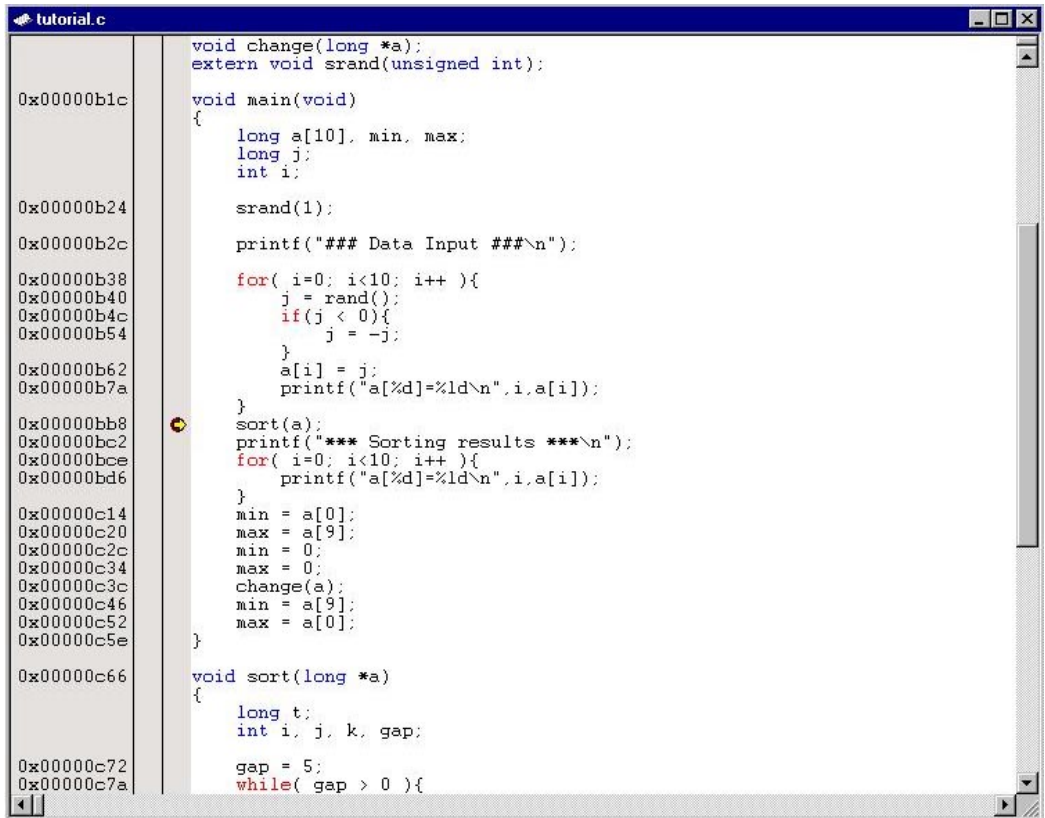 tutorial.c
void change(long *a);
extern void srand(unsigned int);
0x00000b1c void main(void)
{
long a[10], min, max;
long j;
int i;
0x00000b24 srand(1);
0x00000b2c printf("### Data Input ###\n");
0x00000b38 for( i=0; i<10; i++ ){
0x00000b40 j = rand();
0x00000b4c if(j < 0){
0x00000b54 j = -j;
}
0x00000b62 a[i] = j;
0x00000b7a printf("a[%d]=%ld\n",i,a[i]);
}
0x00000bb8 sort(a);
0x00000bc2 printf("*** Sorting results ***\n");
0x00000bce for( i=0; i<10; i++ ){
0x00000bd6 printf("a[%d]=%ld\n",i,a[i]);
}
0x00000c14 min = a[0];
0x00000c20 max = a[9];
0x00000c2c min = 0;
0x00000c34 max = 0;
0x00000c3c change(a);
0x00000c46 min = a[9];
0x00000c52 max = a[0];
0x00000c5e }
0x00000c66 void sort(long *a)
{
long t;
int i, j, k, gap;
0x00000c72 gap = 5;
0x00000c7a while( gap > 0 ){